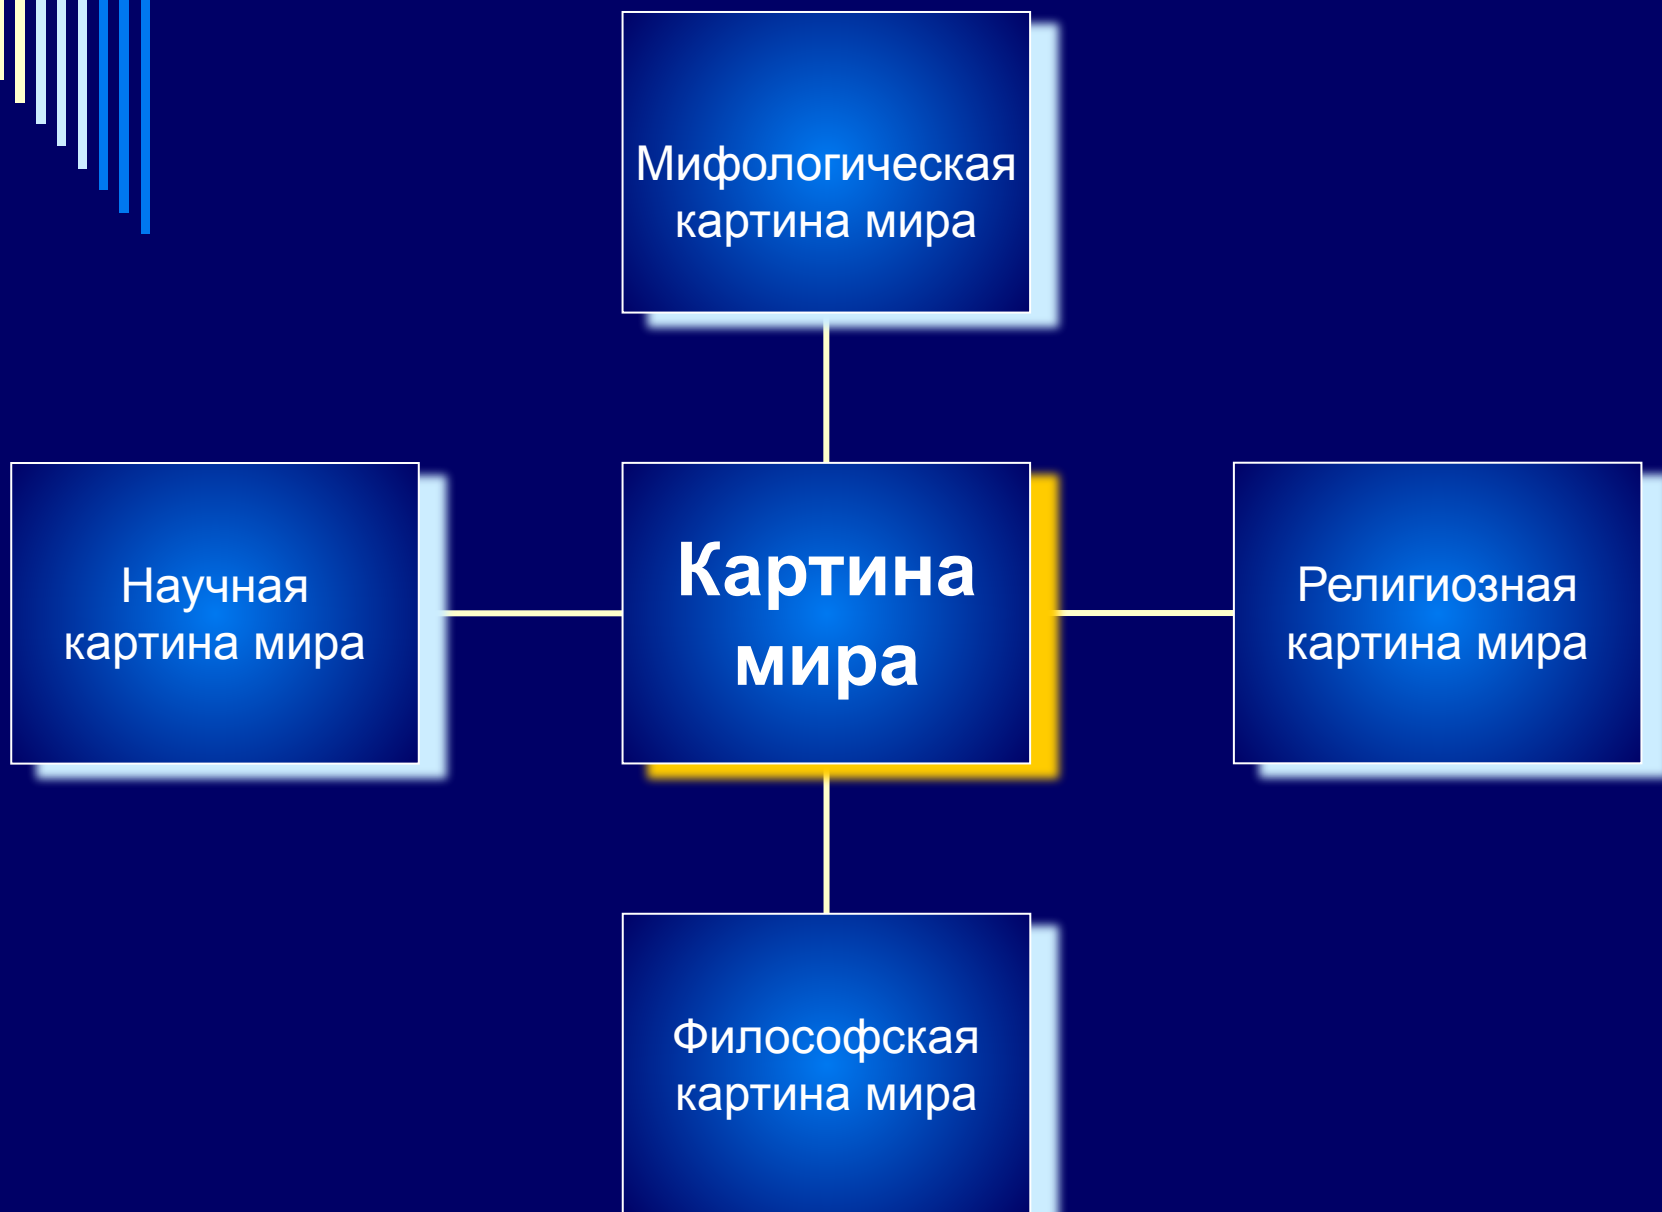 Мифологическая
картина мира
Научная
картина мира
Картина
мира
Религиозная
картина мира
Философская
картина мира